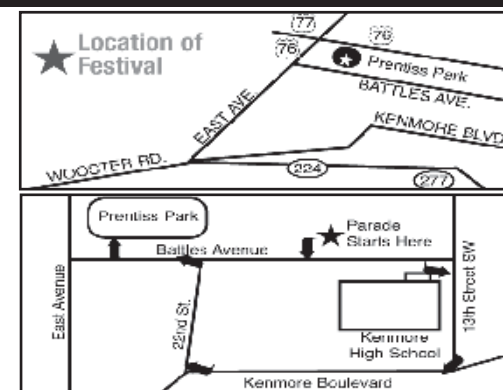 Location of
Festival
77
76
76
Prentiss Park
BATTLES AVE.
EAST AVE.
KENMORE BLVD
WOOSTER RD.
224
277
Prentiss Park
Parade
Starts Here
Battles Avenue
East Avenue
22nd St.
13th Street SW
Kenmore
High School
Kenmore Boulevard